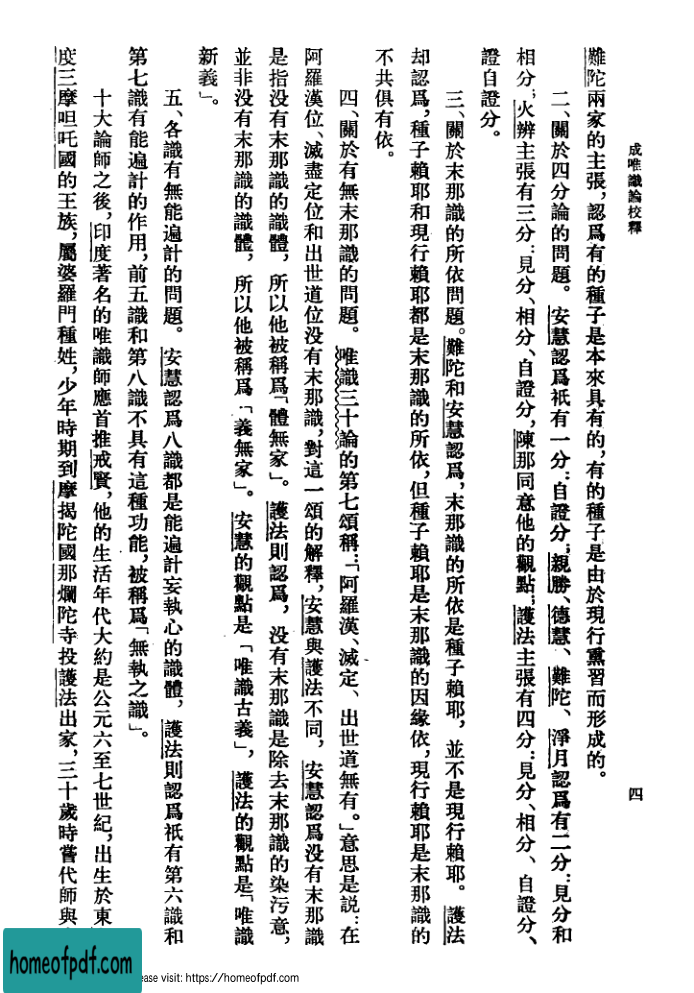 成唯識論校釋
四
難陀兩家的主張，認爲有的種子是本來具有的，有的種子是由於現行熏習而形成的。
二、關於四分論的問題。安慧認爲祇有一分：自證分；親勝、德慧、難陀、淨月認爲有二分：見分和
相分；火辨主張有三分：見分、相分、自證分，陳那同意他的觀點；護法主張有四分：見分、相分、自證分、
證自證分。
三、關於末那識的所依問題。難陀和安慧認爲，末那識的所依是種子賴耶，並不是現行賴耶。護法
却認爲，種子賴耶和現行賴耶都是末那識的所依，但種子賴耶是末那識的因緣依，現行賴耶是末那識的
不共俱有依。
四、關於有無末那識的問題。唯識三十論的第七頌稱：「阿羅漢、滅定、出世道無有。」意思是説：在
阿羅漢位、滅盡定位和出世道位没有末那識，對這一頌的解釋，安慧與護法不同，安慧認爲没有末那識
是指没有末那識的識體，所以他被稱爲「體無家」。護法則認爲，没有末那識是除去末那識的染污意，
並非没有末那識的識體，所以他被稱爲「義無家」。安慧的觀點是「唯識古義」，護法的觀點是「唯識
新義」。
五、各識有無能遍計的問題。安慧認爲八識都是能遍計妄執心的識體，護法則認爲祇有第六識和
第七識有能遍計的作用，前五識和第八識不具有這種功能，被稱爲「無執之識」。
十大論師之後，印度著名的唯識師應首推戒賢，他的生活年代大約是公元六至七世紀，出生於東
度三摩呾吒國的王族，屬婆羅門種姓，少年時期到摩揭陀國那爛陀寺投護法出家，三十歲時嘗代師與
homeofpdf.com
ease visit: https://homeofpdf.com